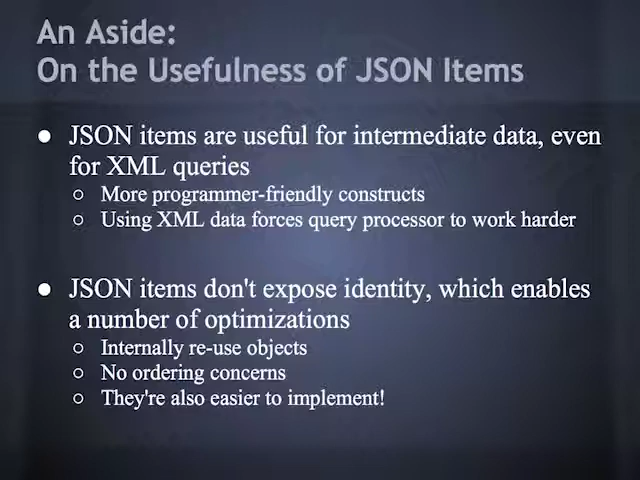 An Aside:
On the Usefulness of JSON Items
● JSON items are useful for intermediate data, even
for XML queries
○ More programmer-friendly constructs
○ Using XML data forces query processor to work harder
● JSON items don't expose identity, which enables
a number of optimizations
○ Internally re-use objects
○ No ordering concerns
○ They're also easier to implement!